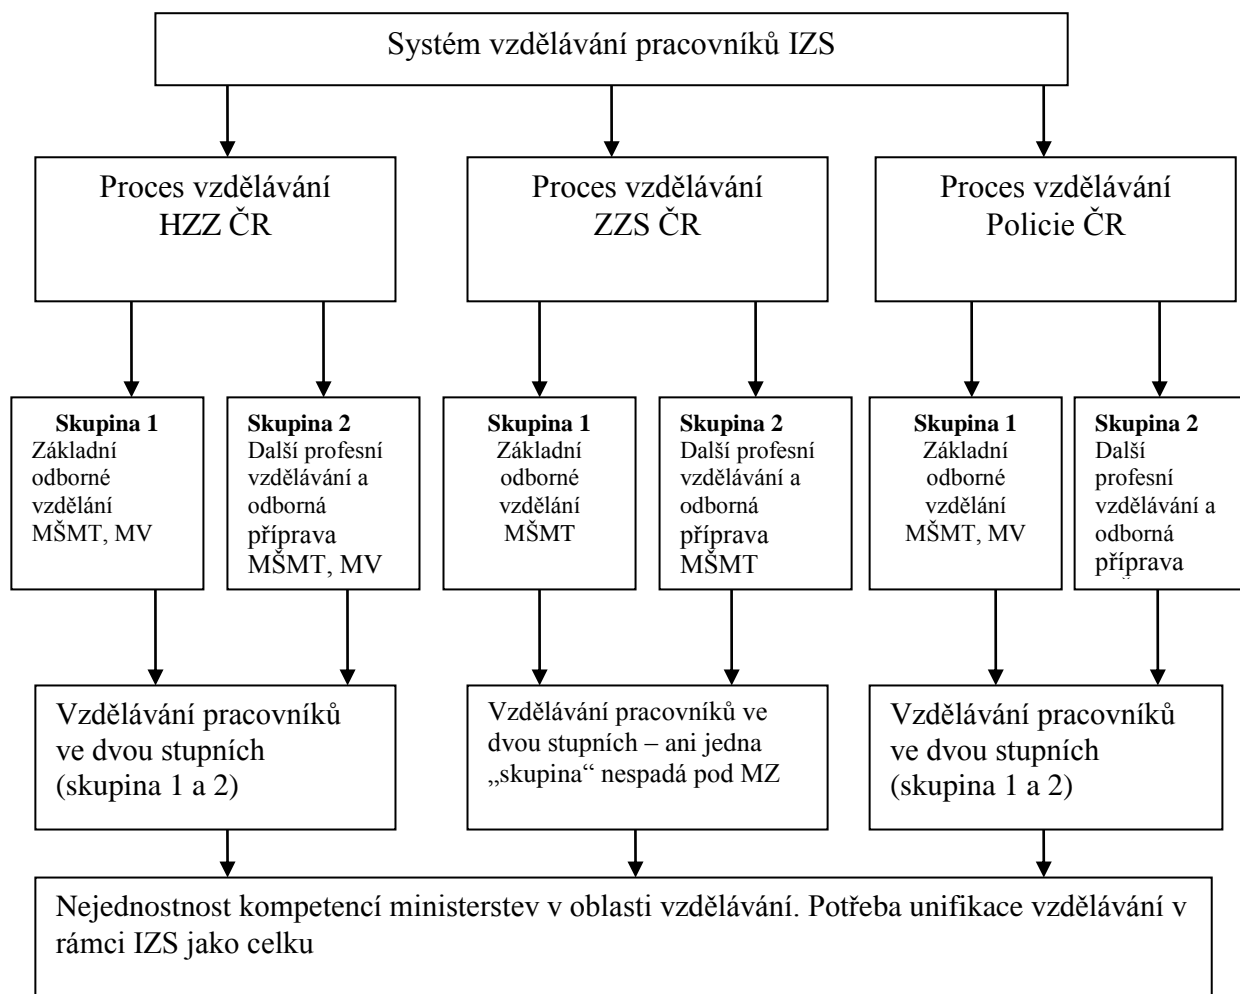 Systém vzdělávání pracovníků IZS
Proces vzdělávání
HZZ ČR
Proces vzdělávání
ZZS ČR
Proces vzdělávání
Policie ČR
Skupina 1
Základní
odborné
vzdělání
MŠMT, MV
Skupina 2
Další profesní
vzdělávání a
odborná
příprava
MŠMT, MV
Skupina 1
Základní
odborné
vzdělání
MŠMT
Skupina 2
Další profesní
vzdělávání a
odborná
příprava
MŠMT
Skupina 1
Základní
odborné
vzdělání
MŠMT, MV
Skupina 2
Další
profesní
vzdělávání a
odborná
příprava
Vzdělávání pracovníků
ve dvou stupních
(skupina 1 a 2)
Vzdělávání pracovníků ve
dvou stupních – ani jedna
„skupina“ nespadá pod MZ
Vzdělávání pracovníků
ve dvou stupních
(skupina 1 a 2)
Nejednostnost kompetencí ministerstev v oblasti vzdělávání. Potřeba unifikace vzdělávání v
rámci IZS jako celku